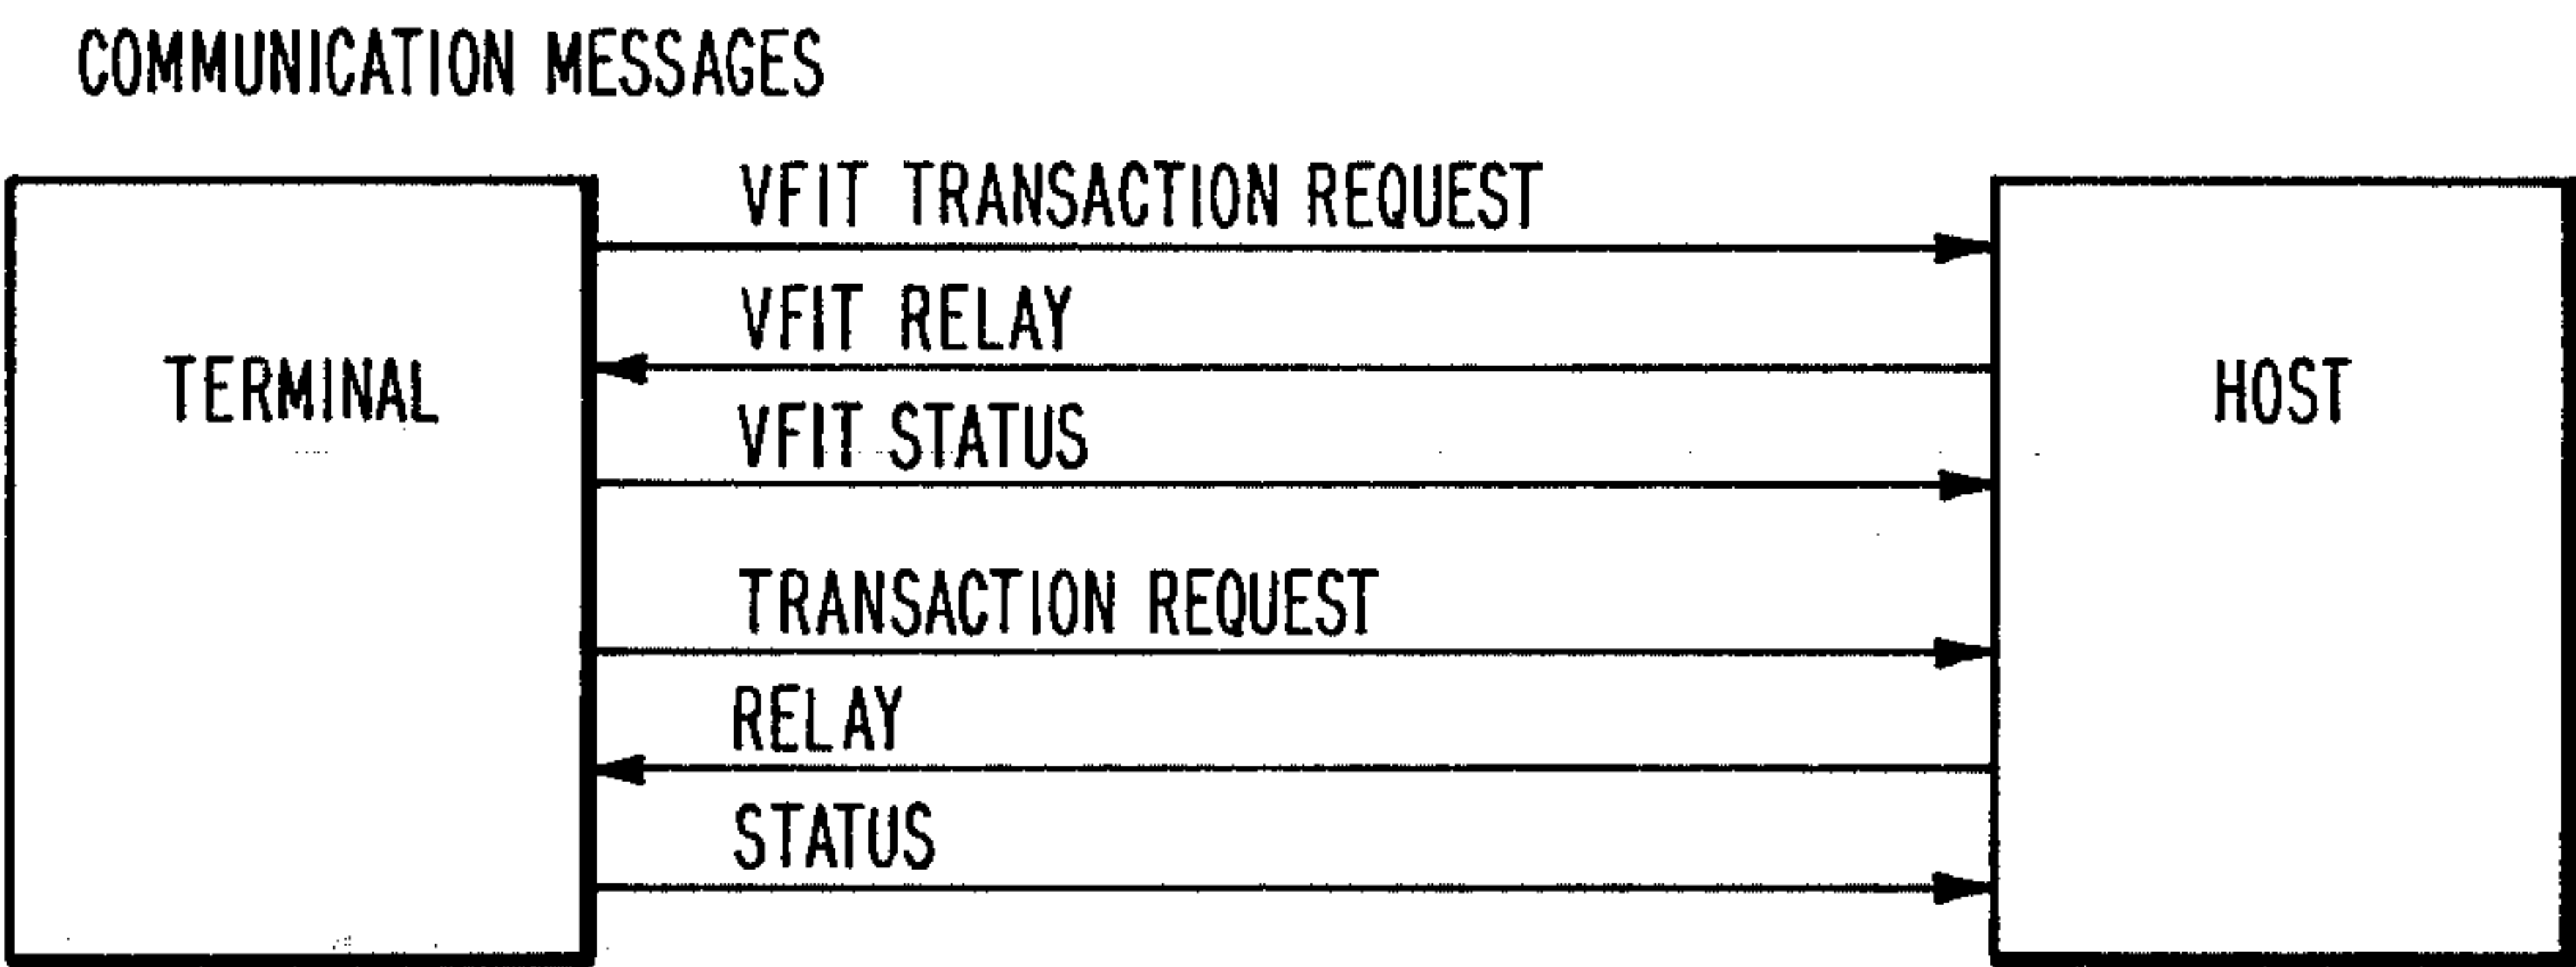 COMMUNICATION MESSAGES
VFIT TRANSACTION REQUEST
VFIT RELAY
TERMINAL
HOST
VFIT STATUS
TRANSACTION REQUEST
RELAY
STATUS